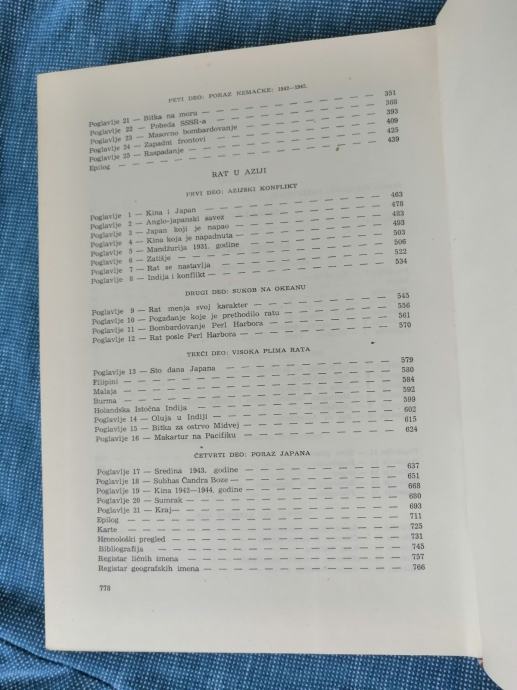 PETI DEO: PORAZ NEMAČKE: 1942—1945.
Poglavlje 21 — Bitka na moru — — — — — — — — — 351
Poglavlje 22 — Pobeda SSSR-a — — — — — — — — — 368
Poglavlje 23 — Masovno bombardovanje — — — — — — — 393
Poglavlje 24 — Zapadni frontovi — — — — — — — — — 409
Poglavlje 25 — Raspadanje — — — — — — — — — — 425
Epilog — — — — — — — — — — — — — — 439
RAT U AZIJI
PRVI DEO: AZIJSKI KONFLIKT
Poglavlje 1 — Kina i Japan — — — — — — — — — 463
Poglavlje 2 — Anglo-japanski savez — — — — — — — — 478
Poglavlje 3 — Japan koji je napao — — — — — — — — 483
Poglavlje 4 — Kina koja je napadnuta — — — — — — — — 493
Poglavlje 5 — Mandžurija 1931. godine — — — — — — — — 503
Poglavlje 6 — Zatišje — — — — — — — — — — — 506
Poglavlje 7 — Rat se nastavlja — — — — — — — — — 522
Poglavlje 8 — Indija i konflikt — — — — — — — — — 534
DRUGI DEO: SUKOB NA OKEANU
Poglavlje 9 — Rat menja svoj karakter — — — — — — — 545
Poglavlje 10 — Pogađanje koje je prethodilo ratu — — — — — — 556
Poglavlje 11 — Bombardovanje Perl Harbora — — — — — — — 561
Poglavlje 12 — Rat posle Perl Harbora — — — — — — — — 570
TREĆI DEO: VISOKA PLIMA RATA
Poglavlje 13 — Sto dana Japana — — — — — — — — — 579
Filipini — — — — — — — — — — — — — — 580
Malaja — — — — — — — — — — — — — — 584
Burma — — — — — — — — — — — — — — 592
Holandska Istočna Indija — — — — — — — — — — 599
Poglavlje 14 — Oluja u Indiji — — — — — — — — — 602
Poglavlje 15 — Bitka za ostrvo Midvej — — — — — — — — 615
Poglavlje 16 — Makartur na Pacifiku — — — — — — — — 624
ČETVRTI DEO: PORAZ JAPANA
Poglavlje 17 — Sredina 1943. godine — — — — — — — — 637
Poglavlje 18 — Subhas Čandra Boze — — — — — — — — 651
Poglavlje 19 — Kina 1942—1944. godine — — — — — — — — 668
Poglavlje 20 — Sumrak — — — — — — — — — — — 680
Poglavlje 21 — Kraj — — — — — — — — — — — 693
Epilog — — — — — — — — — — — — — — 711
Karte — — — — — — — — — — — — — — 725
Hronološki pregled — — — — — — — — — — — 731
Bibliografija — — — — — — — — — — — — 745
Registar ličnih imena — — — — — — — — — — 757
Registar geografskih imena — — — — — — — — — 766
778